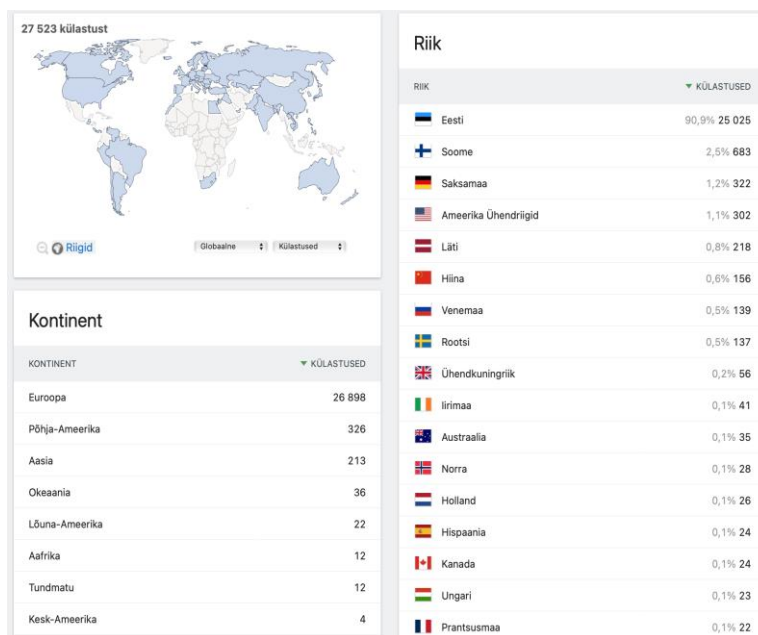 27 523 külastust
Riigid
Globaalne
Külastused
Kontinent
KONTINENT KÜLASTUSED
Euroopa 26 898
Põhja-Ameerika 326
Aasia 213
Okeaania 36
Lõuna-Ameerika 22
Aafrika 12
Tundmatu 12
Kesk-Ameerika 4
Riik
RIIK KÜLASTUSED
Eesti 90,9% 25 025
Soome 2,5% 683
Saksamaa 1,2% 322
Ameerika Ühendriigid 1,1% 302
Läti 0,8% 218
Hiina 0,6% 156
Venemaa 0,5% 139
Rootsi 0,5% 137
Ühendkuningriik 0,2% 56
Iirimaa 0,1% 41
Austraalia 0,1% 35
Norra 0,1% 28
Holland 0,1% 26
Hispaania 0,1% 24
Kanada 0,1% 24
Ungari 0,1% 23
Prantsusmaa 0,1% 22